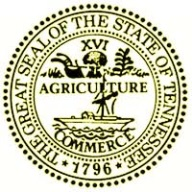 THE GREAT SEAL OF THE STATE OF TENNESSEE
XVI
AGRICULTURE
COMMERCE
1796